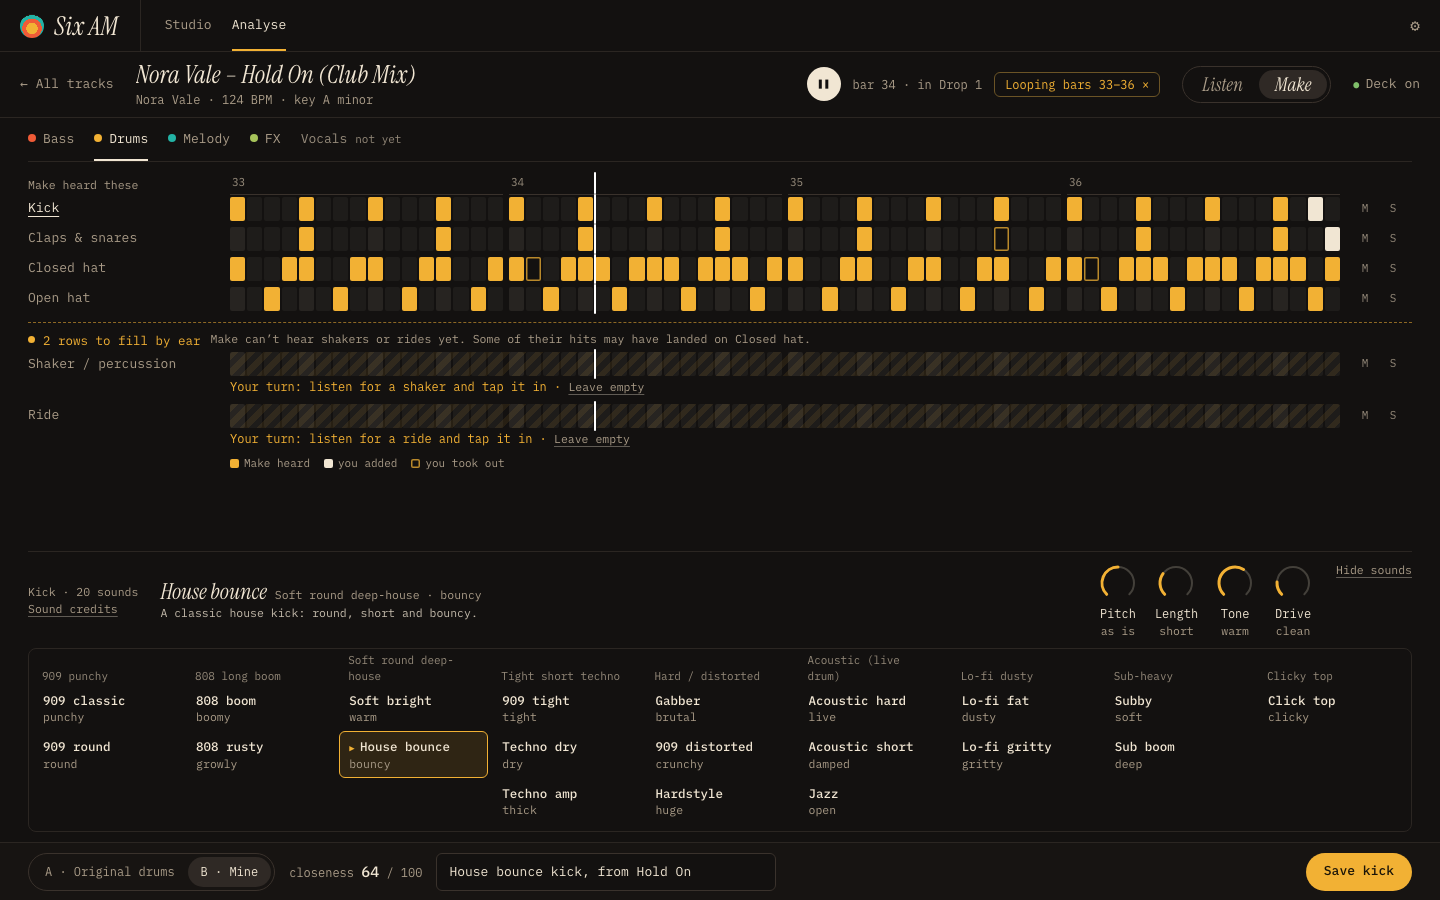 Six AM
Studio Analyse
⚙
← All tracks
Nora Vale – Hold On (Club Mix)
Nora Vale · 124 BPM · key A minor
bar 34 · in Drop 1
Looping bars 33–36 ×
Listen Make
Deck on
Bass Drums Melody FX Vocals not yet
Make heard these
33 34 35 36
Kick M S
Claps & snares M S
Closed hat M S
Open hat M S
2 rows to fill by ear Make can’t hear shakers or rides yet. Some of their hits may have landed on Closed hat.
Shaker / percussion M S
Your turn: listen for a shaker and tap it in · Leave empty
Ride M S
Your turn: listen for a ride and tap it in · Leave empty
Make heard you added you took out
Kick · 20 sounds
Sound credits
House bounce Soft round deep-house · bouncy
A classic house kick: round, short and bouncy.
Pitch Length Tone Drive
as is short warm clean
Hide sounds
909 punchy
909 classic
punchy
909 round
round
808 long boom
808 boom
boomy
808 rusty
growly
Soft round deep-
house
Soft bright
warm
▶ House bounce
bouncy
Tight short techno
909 tight
tight
Techno dry
dry
Techno amp
thick
Hard / distorted
Gabber
brutal
909 distorted
crunchy
Hardstyle
huge
Acoustic (live
drum)
Acoustic hard
live
Acoustic short
damped
Jazz
open
Lo-fi dusty
Lo-fi fat
dusty
Lo-fi gritty
gritty
Sub-heavy
Subby
soft
Sub boom
deep
Clicky top
Click top
clicky
A · Original drums B · Mine
closeness 64 / 100
House bounce kick, from Hold On
Save kick